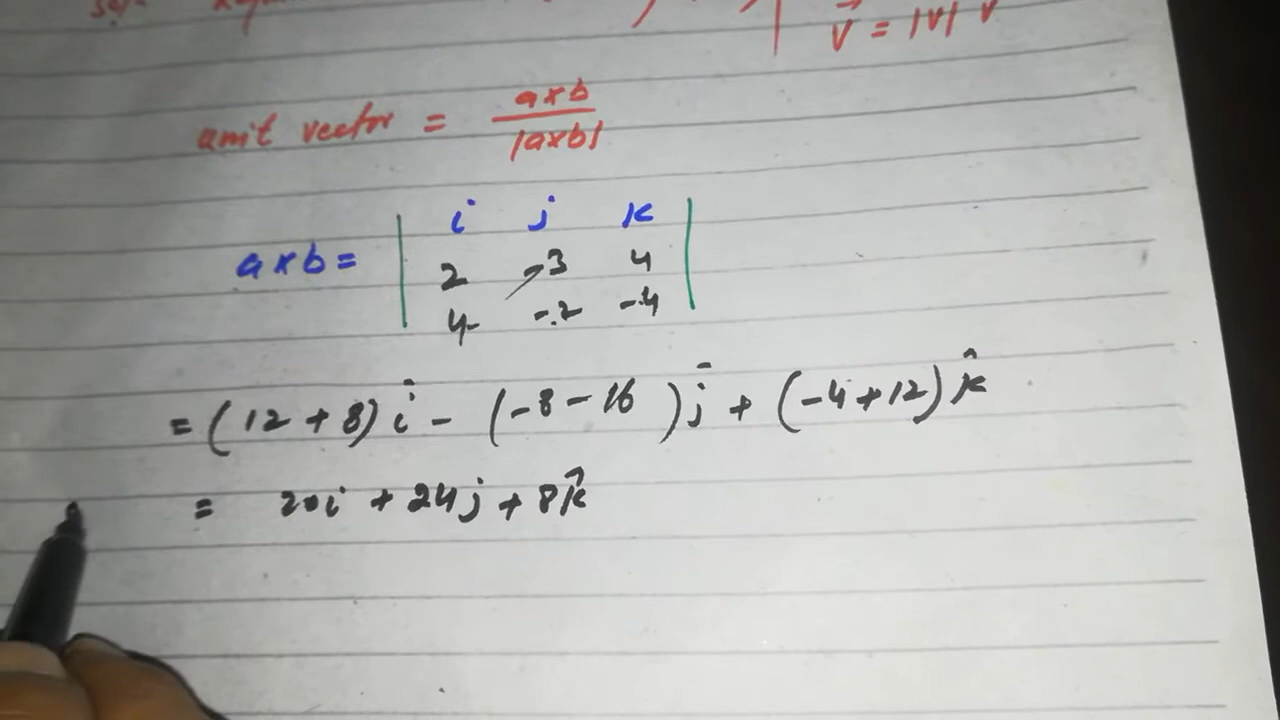 V⃗ = |V| V
unit vector = a×b / |a×b|
a×b = | i j k |
2 -3 4
4 -2 -4
= (12 + 8) î - (-8 - 16) ĵ + (-4 + 12) k̂
= 20i + 24j + 8k̂